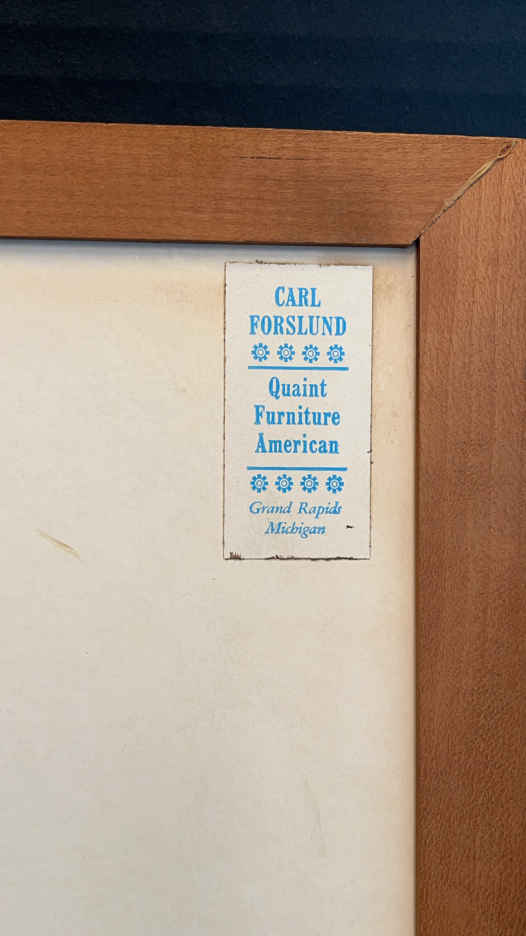 CARL
FORSLUND
Quaint
Furniture
American
Grand Rapids
Michigan